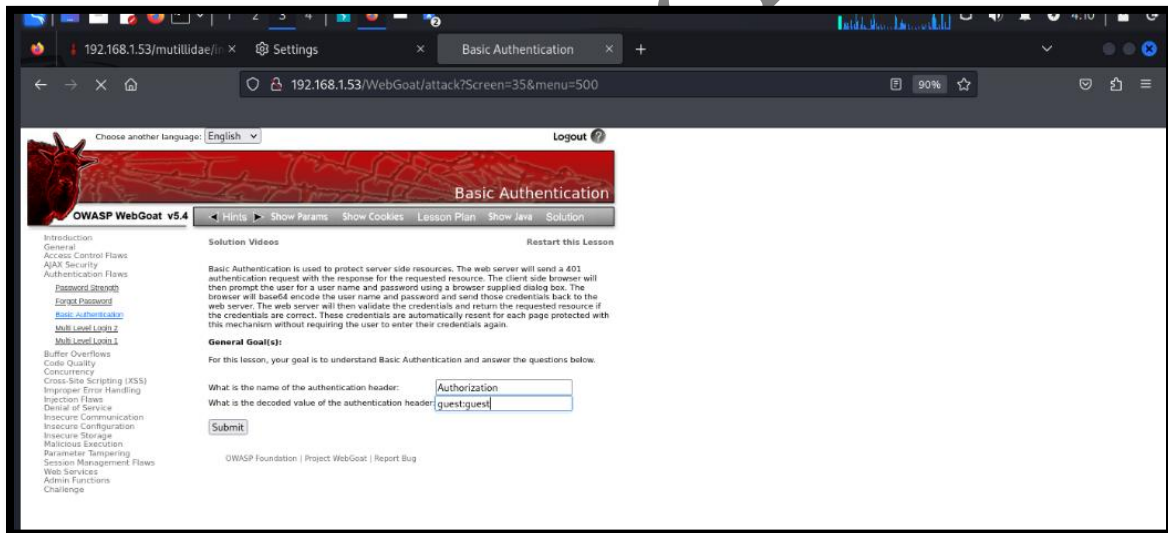 1 2 3 4
4:10
192.168.1.53/mutillidae/in × Settings × Basic Authentication × +
192.168.1.53/WebGoat/attack?Screen=35&menu=500 90%
Choose another language: English Logout ?
Basic Authentication
OWASP WebGoat v5.4
Hints Show Params Show Cookies Lesson Plan Show Java Solution
Introduction
General
Access Control Flaws
AJAX Security
Authentication Flaws
Password Strength
Forgot Password
Basic Authentication
Multi Level Login 2
Multi Level Login 1
Buffer Overflows
Code Quality
Concurrency
Cross-Site Scripting (XSS)
Improper Error Handling
Injection Flaws
Denial of Service
Insecure Communication
Insecure Configuration
Insecure Storage
Malicious Execution
Parameter Tampering
Session Management Flaws
Web Services
Admin Functions
Challenge
Solution Videos Restart this Lesson
Basic Authentication is used to protect server side resources. The web server will send a 401
authentication request with the response for the requested resource. The client side browser will
then prompt the user for a user name and password using a browser supplied dialog box. The
browser will base64 encode the user name and password and send those credentials back to the
web server. The web server will then validate the credentials and return the requested resource if
the credentials are correct. These credentials are automatically resent for each page protected with
this mechanism without requiring the user to enter their credentials again.
General Goal(s):
For this lesson, your goal is to understand Basic Authentication and answer the questions below.
What is the name of the authentication header: Authorization
What is the decoded value of the authentication header: guest:guest
Submit
OWASP Foundation | Project WebGoat | Report Bug